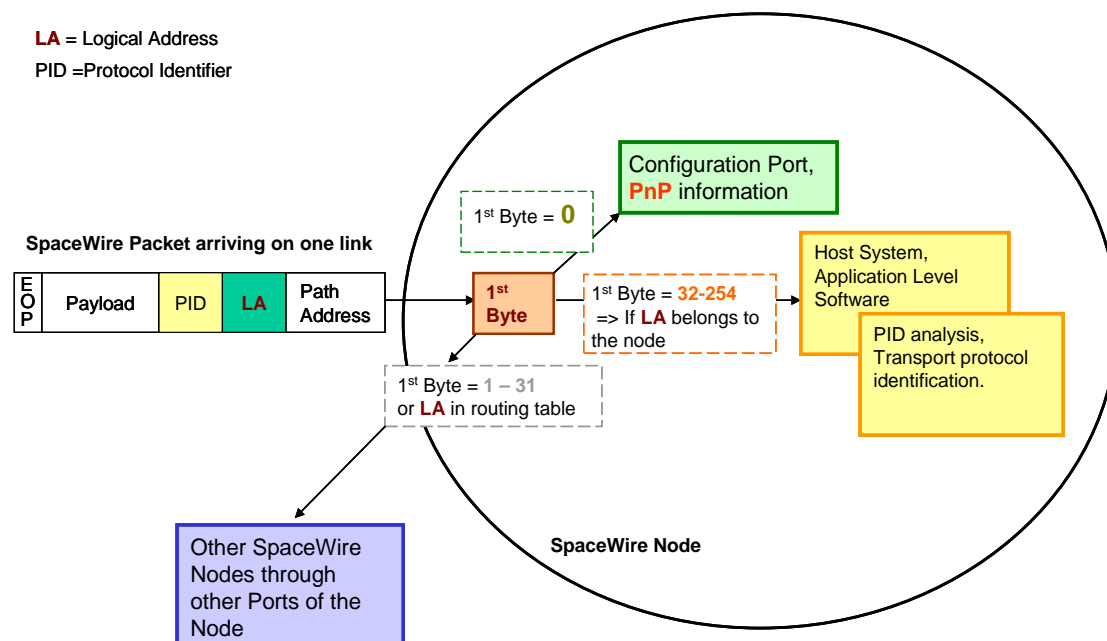 LA = Logical Address
PID =Protocol Identifier
Configuration Port,
PnP information
1st Byte = 0
SpaceWire Packet arriving on one link
EOP
Payload
PID
LA
Path
Address
1st
Byte
1st Byte = 32-254
=> If LA belongs to
the node
Host System,
Application Level
Software
PID analysis,
Transport protocol
identification.
1st Byte = 1 – 31
or LA in routing table
Other SpaceWire
Nodes through
other Ports of the
Node
SpaceWire Node